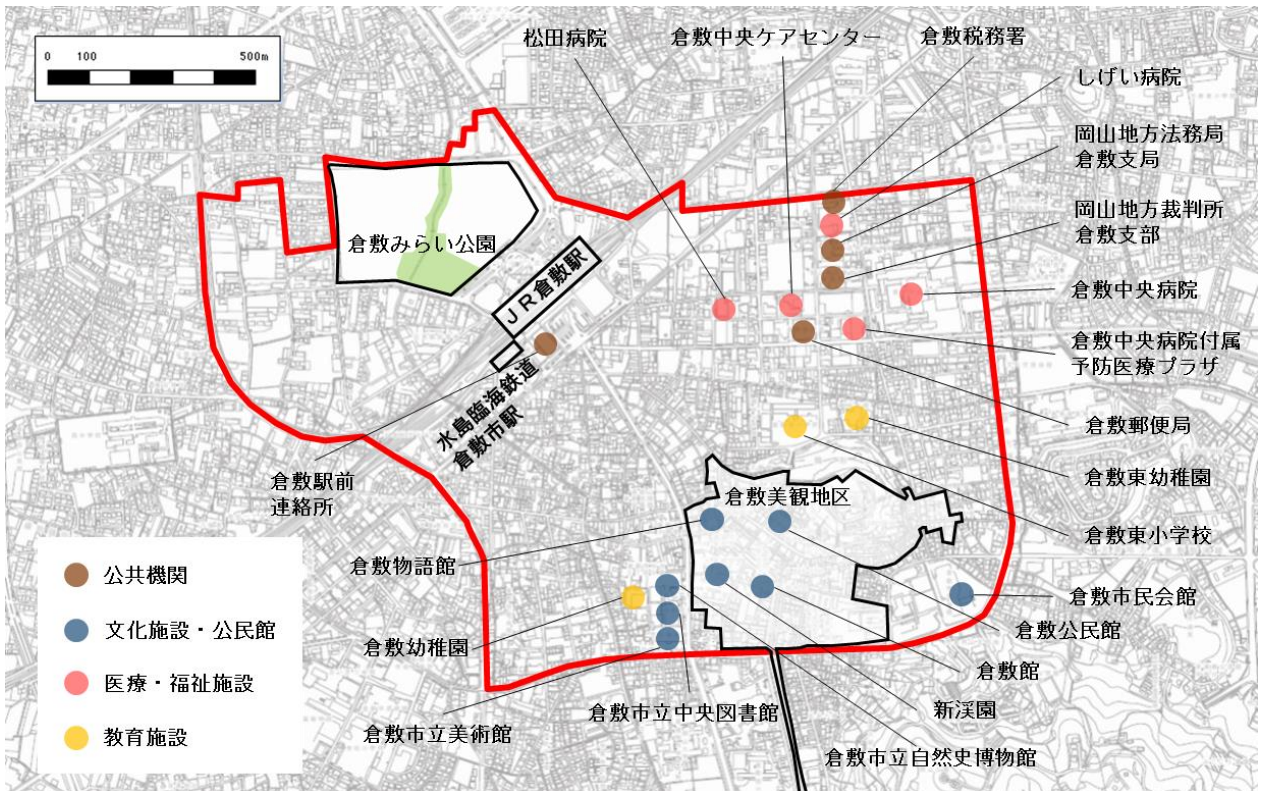 0 100 500m
松田病院
倉敷中央ケアセンター
倉敷税務署
しげい病院
岡山地方法務局
倉敷支局
岡山地方裁判所
倉敷支部
倉敷みらい公園
JR倉敷駅
倉敷中央病院
倉敷中央病院付属
予防医療プラザ
水島臨海鉄道
倉敷市駅
倉敷郵便局
倉敷駅前
連絡所
倉敷東幼稚園
倉敷美観地区
倉敷東小学校
倉敷物語館
公共機関
文化施設・公民館
医療・福祉施設
教育施設
倉敷市民会館
倉敷公民館
倉敷幼稚園
倉敷館
倉敷市立中央図書館
新渓園
倉敷市立美術館
倉敷市立自然史博物館